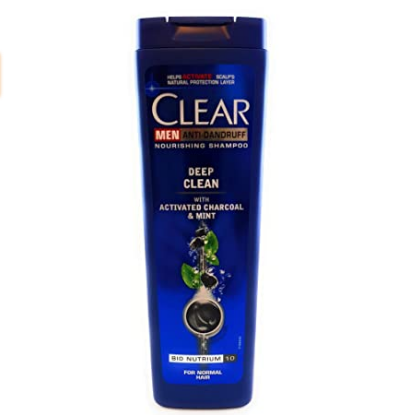 HELPS ACTIVATE SCALP'S
NATURAL PROTECTION LAYER
CLEAR
MEN ANTI-DANDRUFF
NOURISHING SHAMPOO
DEEP
CLEAN
WITH
ACTIVATED CHARCOAL
& MINT
BIO NUTRIUM 10
FOR NORMAL
HAIR